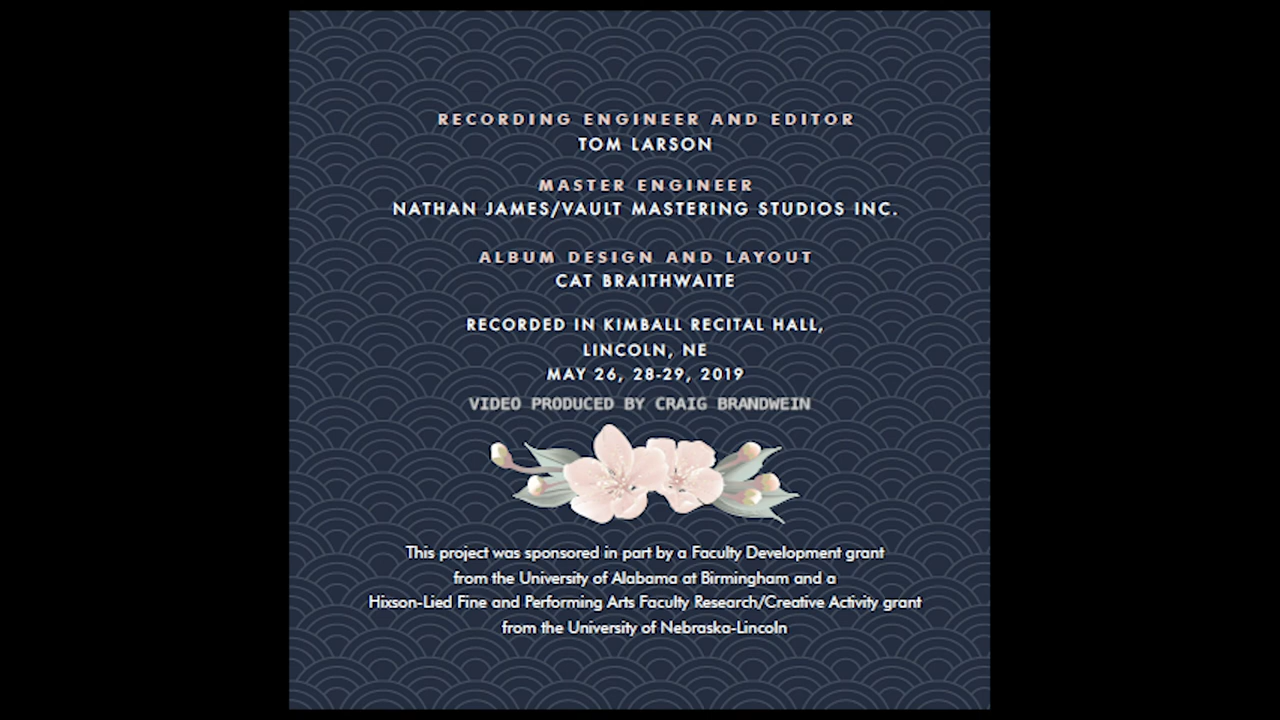 RECORDING ENGINEER AND EDITOR
TOM LARSON
MASTER ENGINEER
NATHAN JAMES/VAULT MASTERING STUDIOS INC.
ALBUM DESIGN AND LAYOUT
CAT BRAITHWAITE
RECORDED IN KIMBALL RECITAL HALL,
LINCOLN, NE
MAY 26, 28-29, 2019
VIDEO PRODUCED BY CRAIG BRANDWEIN
This project was sponsored in part by a Faculty Development grant
from the University of Alabama at Birmingham and a
Hixson-Lied Fine and Performing Arts Faculty Research/Creative Activity grant
from the University of Nebraska-Lincoln